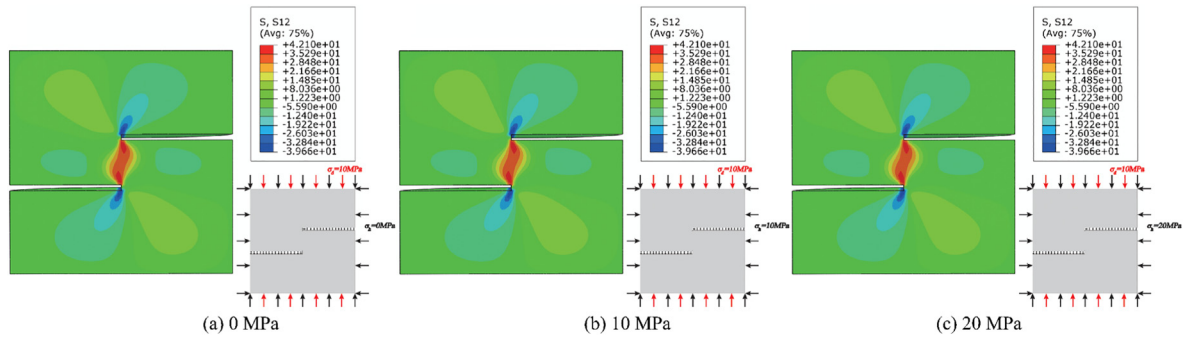 S, S12
(Avg: 75%)
+4.210e+01
+3.529e+01
+2.848e+01
+2.166e+01
+1.485e+01
+8.036e+00
+1.223e+00
-5.590e+00
-1.240e+01
-1.922e+01
-2.603e+01
-3.284e+01
-3.966e+01
=10MPa
=0MPa
(a) 0 MPa
S, S12
(Avg: 75%)
+4.210e+01
+3.529e+01
+2.848e+01
+2.166e+01
+1.485e+01
+8.036e+00
+1.223e+00
-5.590e+00
-1.240e+01
-1.922e+01
-2.603e+01
-3.284e+01
-3.966e+01
=10MPa
=10MPa
(b) 10 MPa
S, S12
(Avg: 75%)
+4.210e+01
+3.529e+01
+2.848e+01
+2.166e+01
+1.485e+01
+8.036e+00
+1.223e+00
-5.590e+00
-1.240e+01
-1.922e+01
-2.603e+01
-3.284e+01
-3.966e+01
=10MPa
=20MPa
(c) 20 MPa